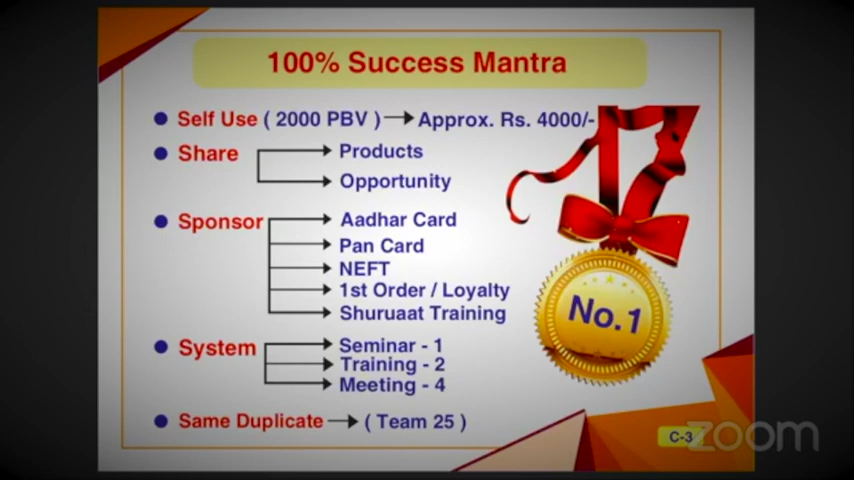 100% Success Mantra
Self Use ( 2000 PBV ) → Approx. Rs. 4000/-
Share
Products
Opportunity
Sponsor
Aadhar Card
Pan Card
NEFT
1st Order / Loyalty
Shuruaat Training
No.1
System
Seminar - 1
Training - 2
Meeting - 4
Same Duplicate → ( Team 25 )
C-3
zoom